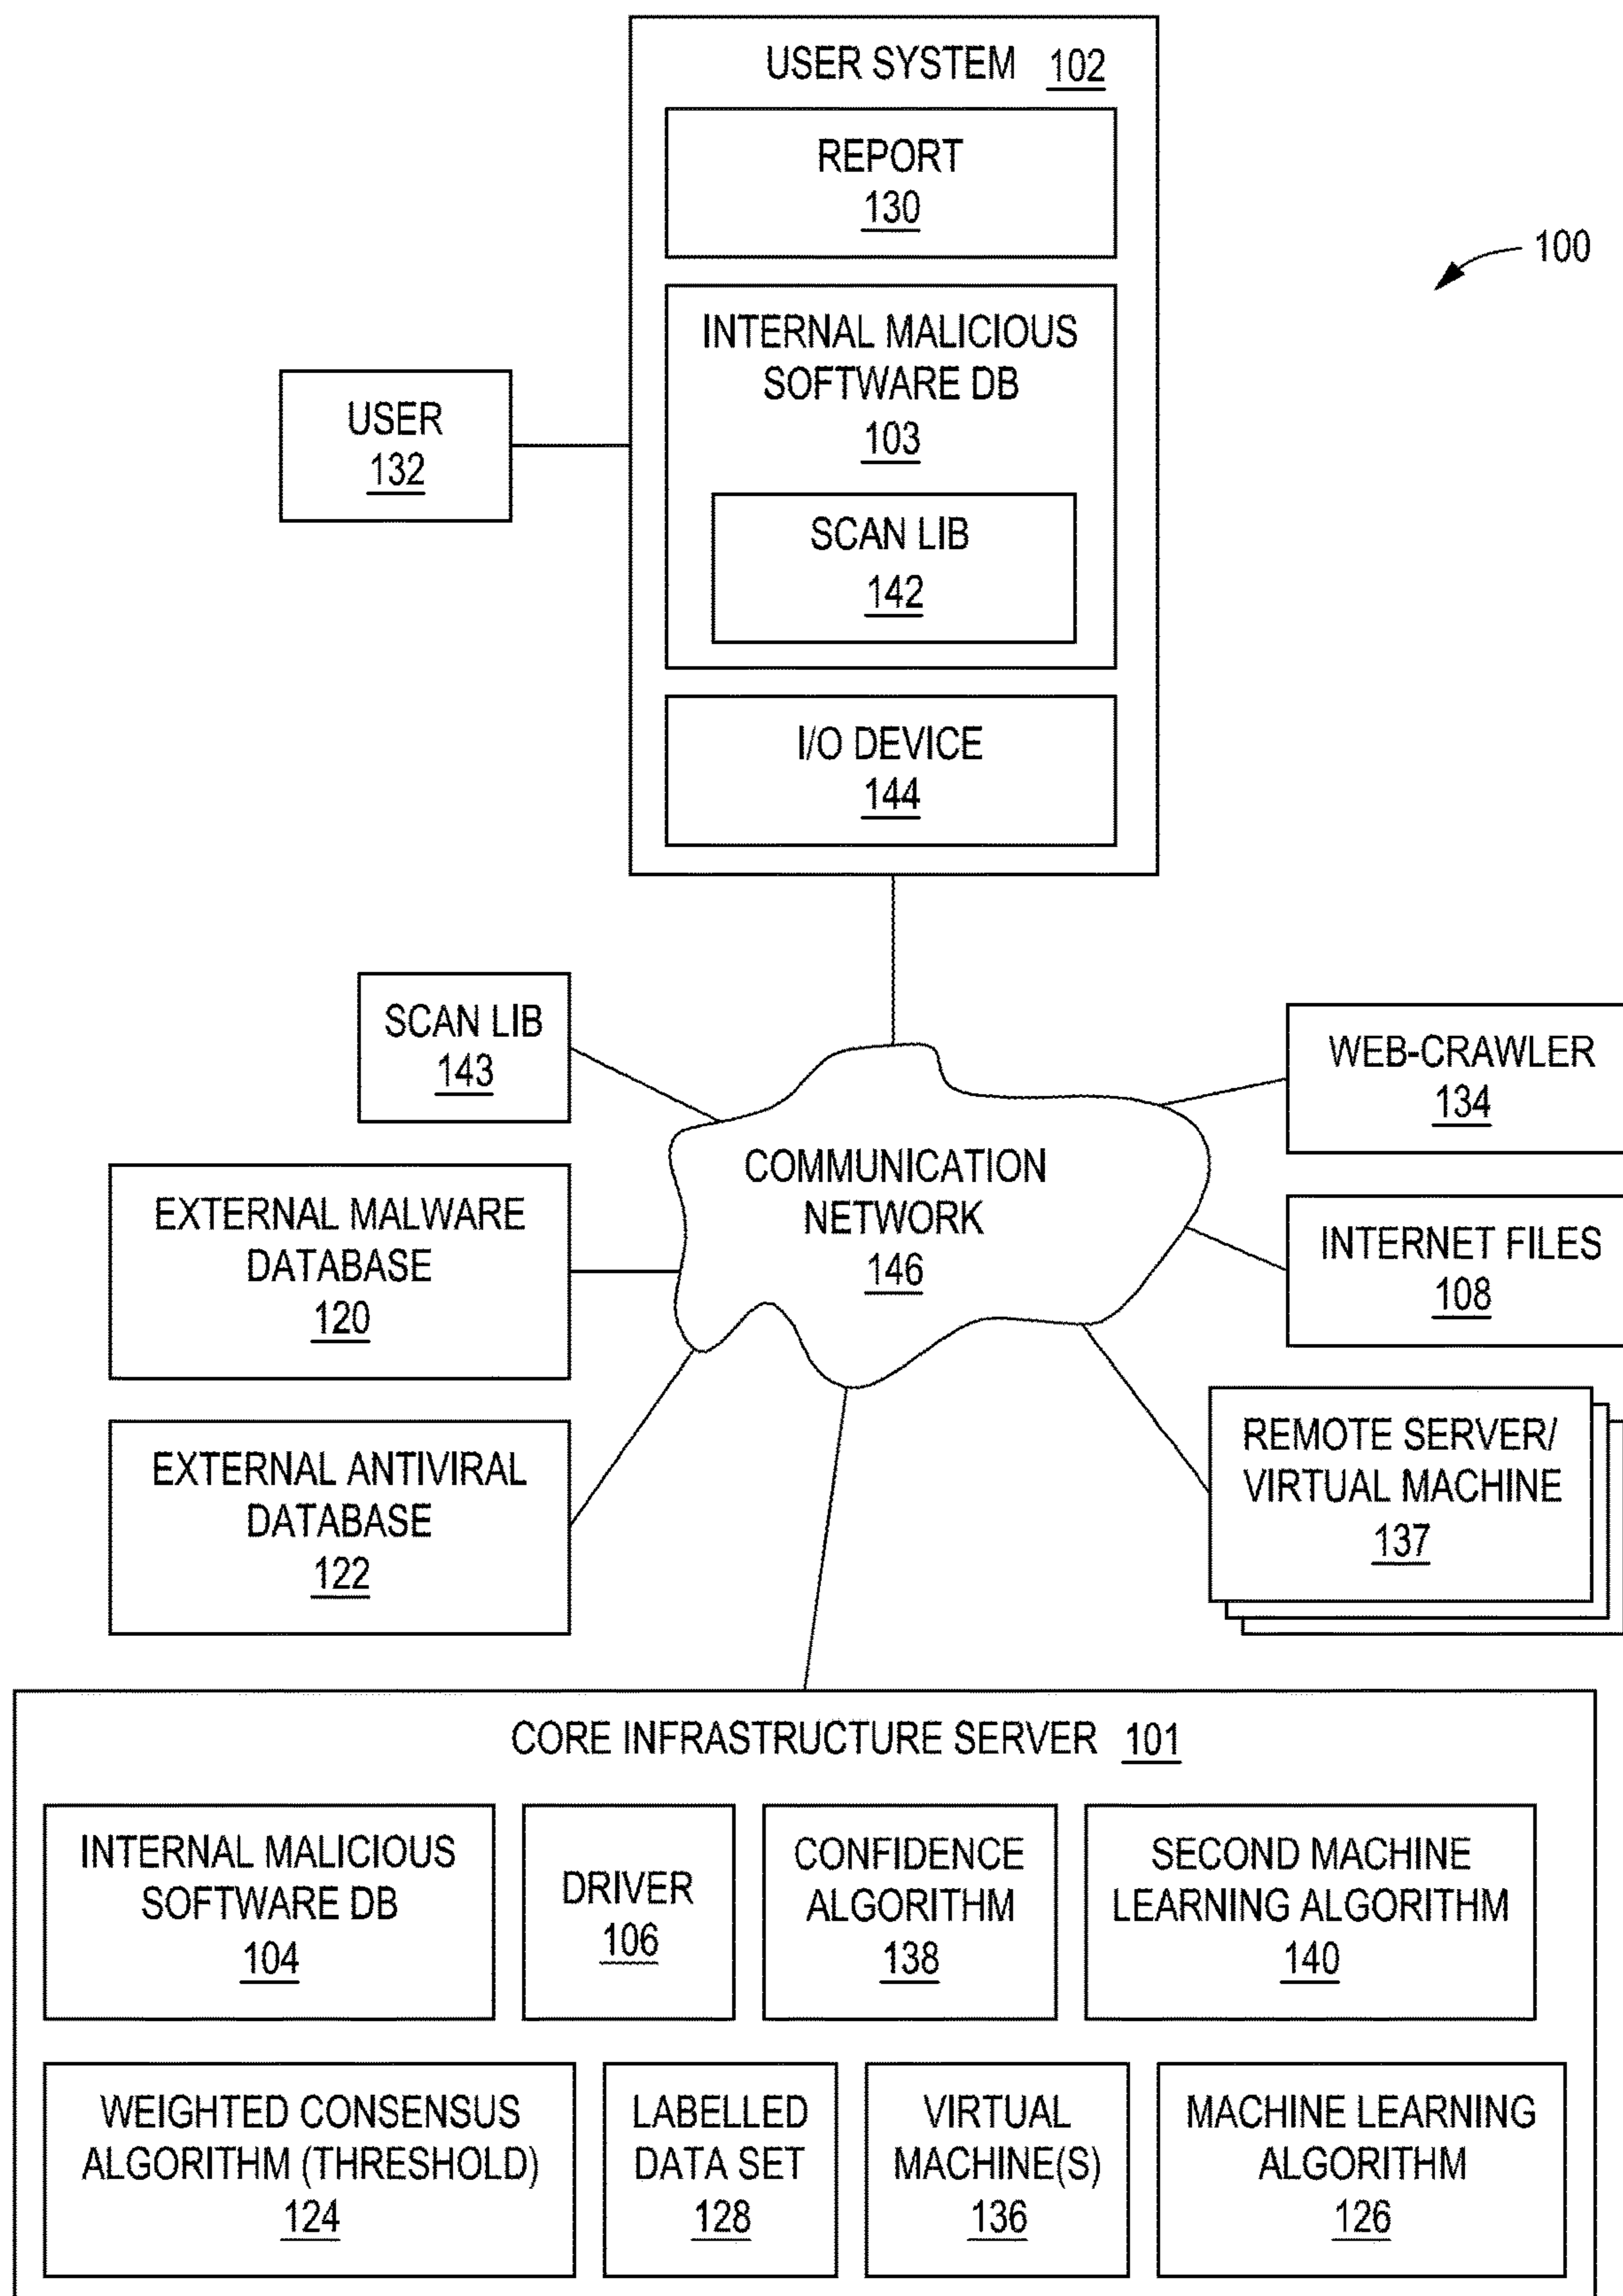 USER SYSTEM 102
REPORT
130
100
INTERNAL MALICIOUS
SOFTWARE DB
103
USER
132
SCAN LIB
142
I/O DEVICE
144
SCAN LIB
143
WEB-CRAWLER
134
COMMUNICATION
NETWORK
146
EXTERNAL MALWARE
DATABASE
120
INTERNET FILES
108
EXTERNAL ANTIVIRAL
DATABASE
122
REMOTE SERVER/
VIRTUAL MACHINE
137
CORE INFRASTRUCTURE SERVER 101
INTERNAL MALICIOUS
SOFTWARE DB
104
DRIVER
106
CONFIDENCE
ALGORITHM
138
SECOND MACHINE
LEARNING ALGORITHM
140
WEIGHTED CONSENSUS
ALGORITHM (THRESHOLD)
124
LABELLED
DATA SET
128
VIRTUAL
MACHINE(S)
136
MACHINE LEARNING
ALGORITHM
126